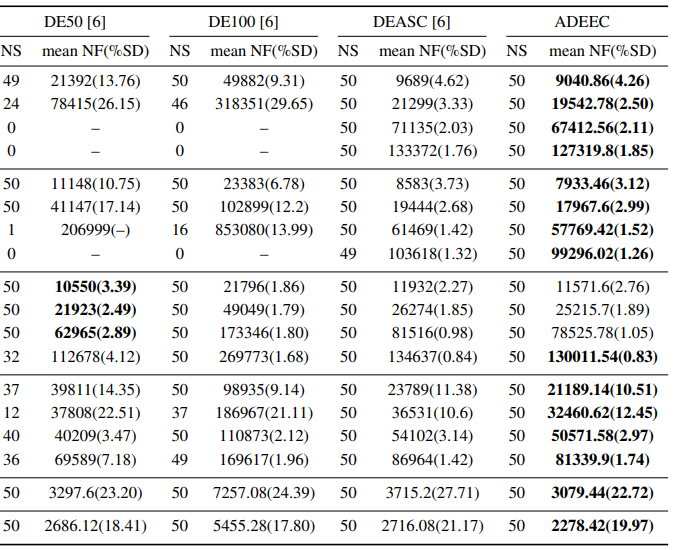 DE50 [6] DE100 [6] DEASC [6] ADEEC
NS mean NF(%SD) NS mean NF(%SD) NS mean NF(%SD) NS mean NF(%SD)
49 21392(13.76) 50 49882(9.31) 50 9689(4.62) 50 9040.86(4.26)
24 78415(26.15) 46 318351(29.65) 50 21299(3.33) 50 19542.78(2.50)
0 – 0 – 50 71135(2.03) 50 67412.56(2.11)
0 – 0 – 50 133372(1.76) 50 127319.8(1.85)
50 11148(10.75) 50 23383(6.78) 50 8583(3.73) 50 7933.46(3.12)
50 41147(17.14) 50 102899(12.2) 50 19444(2.68) 50 17967.6(2.99)
1 206999(–) 16 853080(13.99) 50 61469(1.42) 50 57769.42(1.52)
0 – 0 – 49 103618(1.32) 50 99296.02(1.26)
50 10550(3.39) 50 21796(1.86) 50 11932(2.27) 50 11571.6(2.76)
50 21923(2.49) 50 49049(1.79) 50 26274(1.85) 50 25215.7(1.89)
50 62965(2.89) 50 173346(1.80) 50 81516(0.98) 50 78525.78(1.05)
32 112678(4.12) 50 269773(1.68) 50 134637(0.84) 50 130011.54(0.83)
37 39811(14.35) 50 98935(9.14) 50 23789(11.38) 50 21189.14(10.51)
12 37808(22.51) 37 186967(21.11) 50 36531(10.6) 50 32460.62(12.45)
40 40209(3.47) 50 110873(2.12) 50 54102(3.14) 50 50571.58(2.97)
36 69589(7.18) 49 169617(1.96) 50 86964(1.42) 50 81339.9(1.74)
50 3297.6(23.20) 50 7257.08(24.39) 50 3715.2(27.71) 50 3079.44(22.72)
50 2686.12(18.41) 50 5455.28(17.80) 50 2716.08(21.17) 50 2278.42(19.97)